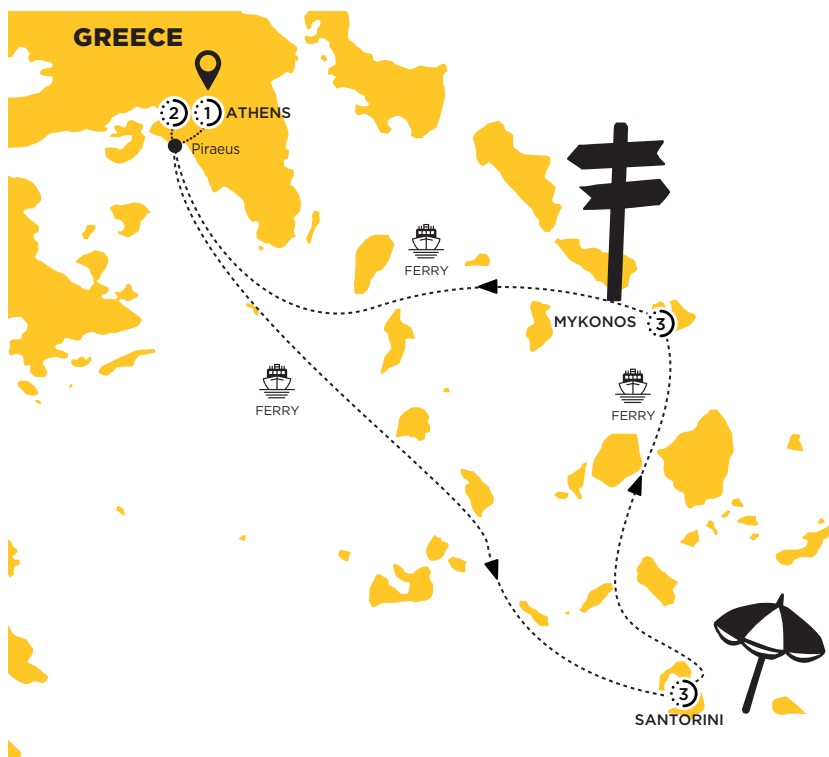 GREECE
2
1
ATHENS
Piraeus
FERRY
MYKONOS
3
FERRY
FERRY
3
SANTORINI